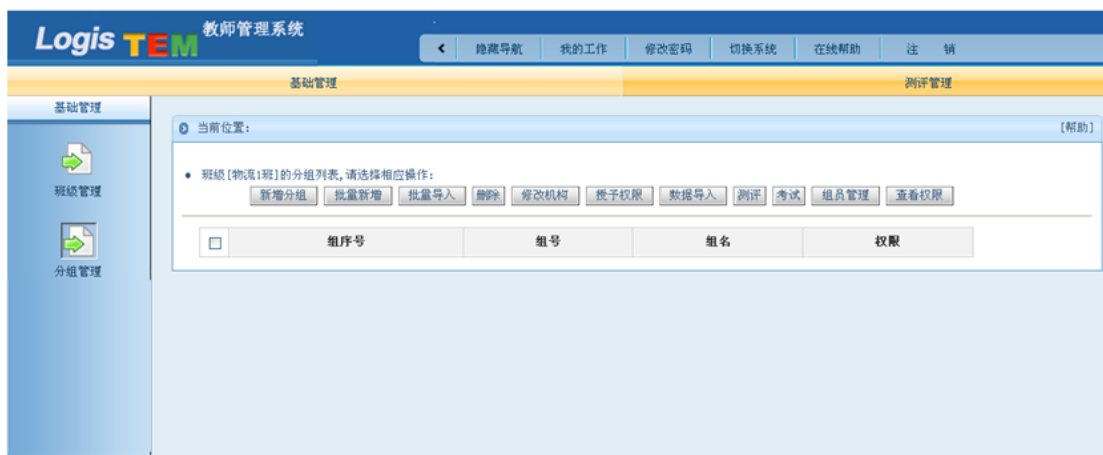 Logis TEM 教师管理系统
隐藏导航 我的工作 修改密码 切换系统 在线帮助 注 销
基础管理 测评管理
基础管理
当前位置: [帮助]
班级管理
班级[物流1班]的分组列表,请选择相应操作:
新增分组 批量新增 批量导入 删除 修改机构 授予权限 数据导入 测评 考试 组员管理 查看权限
组序号 组号 组名 权限
分组管理